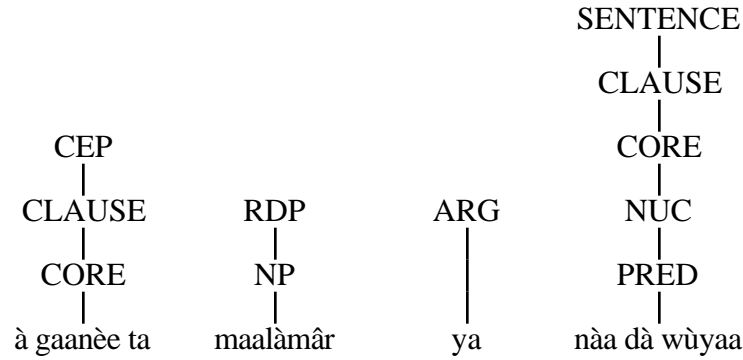 SENTENCE
CLAUSE
CEP CORE
CLAUSE RDP ARG NUC
CORE NP PRED
à gaanèe ta maalàmâr ya nàa dà wùyaa